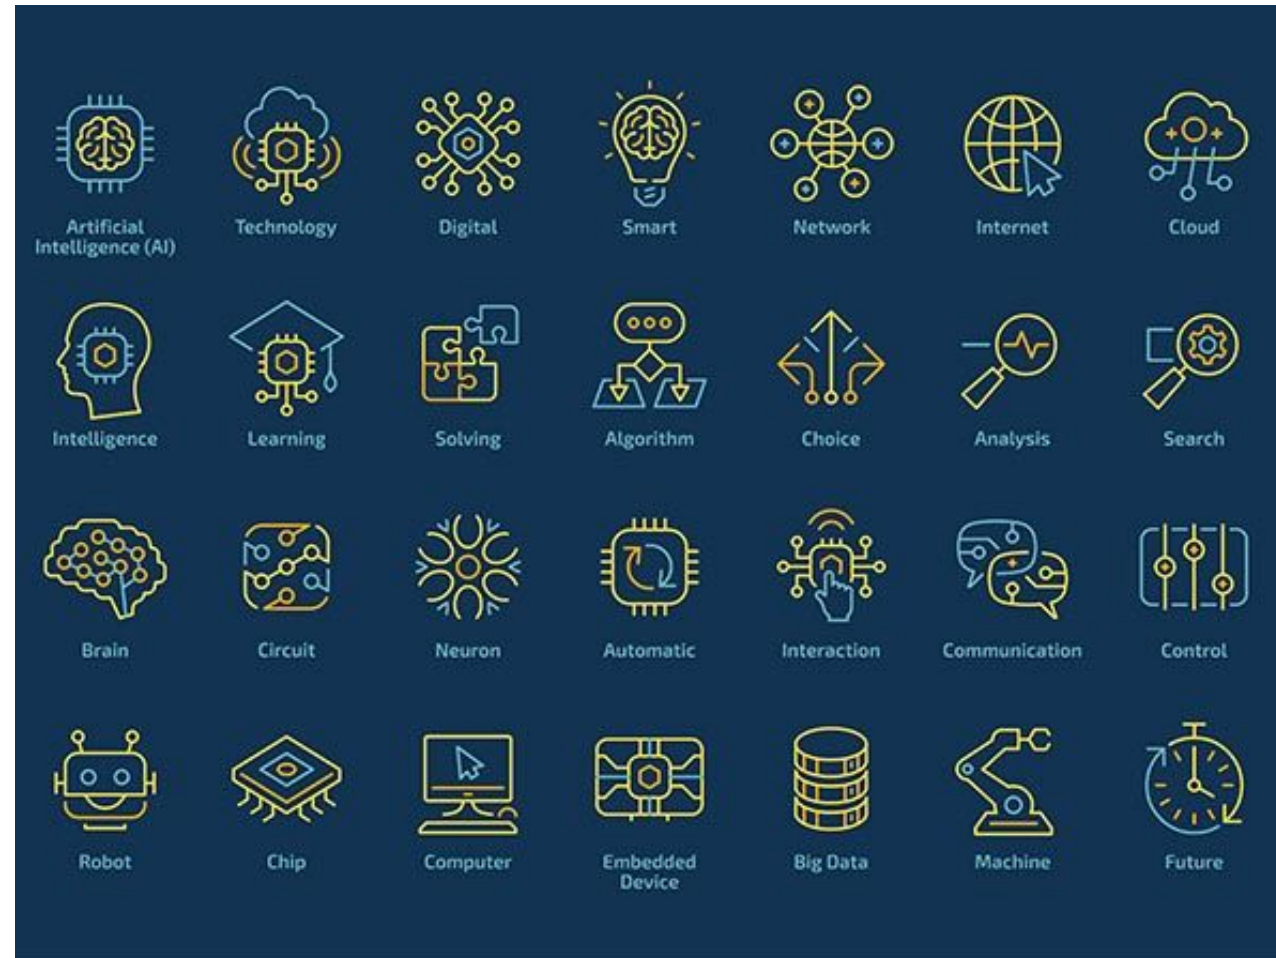 Artificial
Intelligence (AI)
Technology
Digital
Smart
Network
Internet
Cloud
Intelligence
Learning
Solving
Algorithm
Choice
Analysis
Search
Brain
Circuit
Neuron
Automatic
Interaction
Communication
Control
Robot
Chip
Computer
Embedded
Device
Big Data
Machine
Future